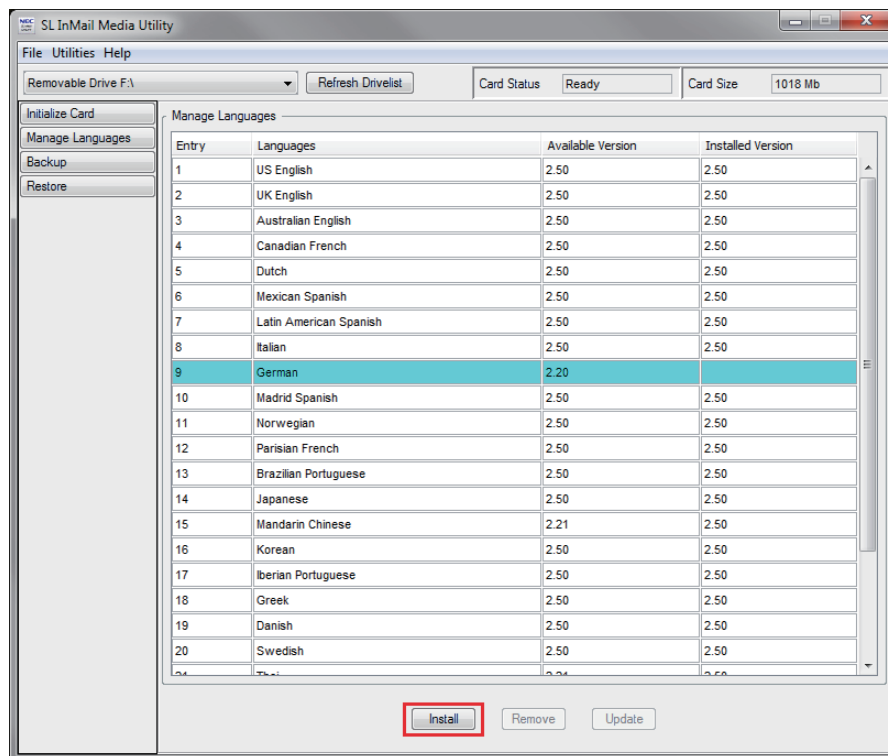 SL InMail Media Utility
File Utilities Help
Removable Drive F:\ Refresh Drivelist Card Status Ready Card Size 1018 Mb
Initialize Card
Manage Languages
Backup
Restore
Manage Languages
Entry Languages Available Version Installed Version
1 US English 2.50 2.50
2 UK English 2.50 2.50
3 Australian English 2.50 2.50
4 Canadian French 2.50 2.50
5 Dutch 2.50 2.50
6 Mexican Spanish 2.50 2.50
7 Latin American Spanish 2.50 2.50
8 Italian 2.50 2.50
9 German 2.20
10 Madrid Spanish 2.50 2.50
11 Norwegian 2.50 2.50
12 Parisian French 2.50 2.50
13 Brazilian Portuguese 2.50 2.50
14 Japanese 2.50 2.50
15 Mandarin Chinese 2.21 2.50
16 Korean 2.50 2.50
17 Iberian Portuguese 2.50 2.50
18 Greek 2.50 2.50
19 Danish 2.50 2.50
20 Swedish 2.50 2.50
Install Remove Update